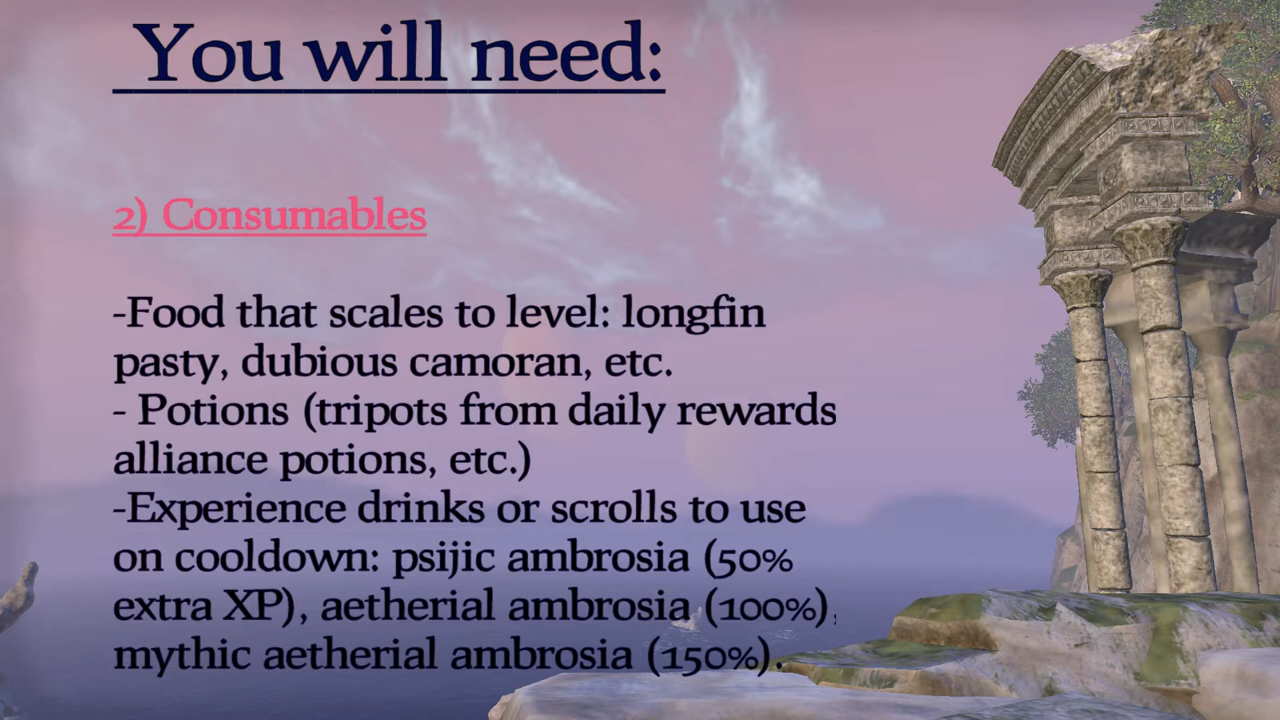 You will need:
2) Consumables
-Food that scales to level: longfin
pasty, dubious camoran, etc.
- Potions (tripots from daily rewards
alliance potions, etc.)
-Experience drinks or scrolls to use
on cooldown: psijic ambrosia (50%
extra XP), aetherial ambrosia (100%),
mythic aetherial ambrosia (150%).